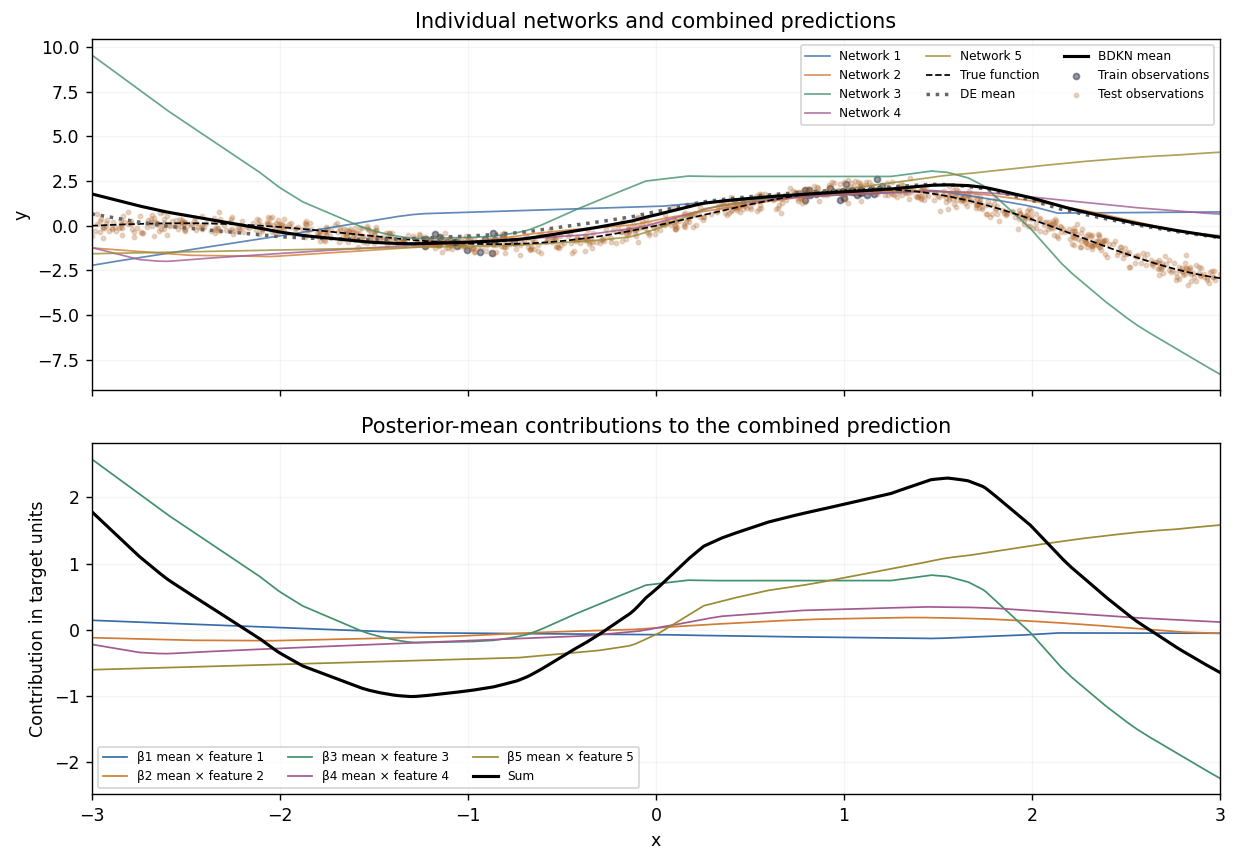 Individual networks and combined predictions
10.0
7.5
5.0
2.5
0.0
−2.5
−5.0
−7.5
y
Network 1
Network 2
Network 3
Network 4
Network 5
True function
DE mean
BDKN mean
Train observations
Test observations
Posterior-mean contributions to the combined prediction
2
1
0
−1
−2
Contribution in target units
β1 mean × feature 1
β2 mean × feature 2
β3 mean × feature 3
β4 mean × feature 4
β5 mean × feature 5
Sum
−3
−2
−1
0
1
2
3
x